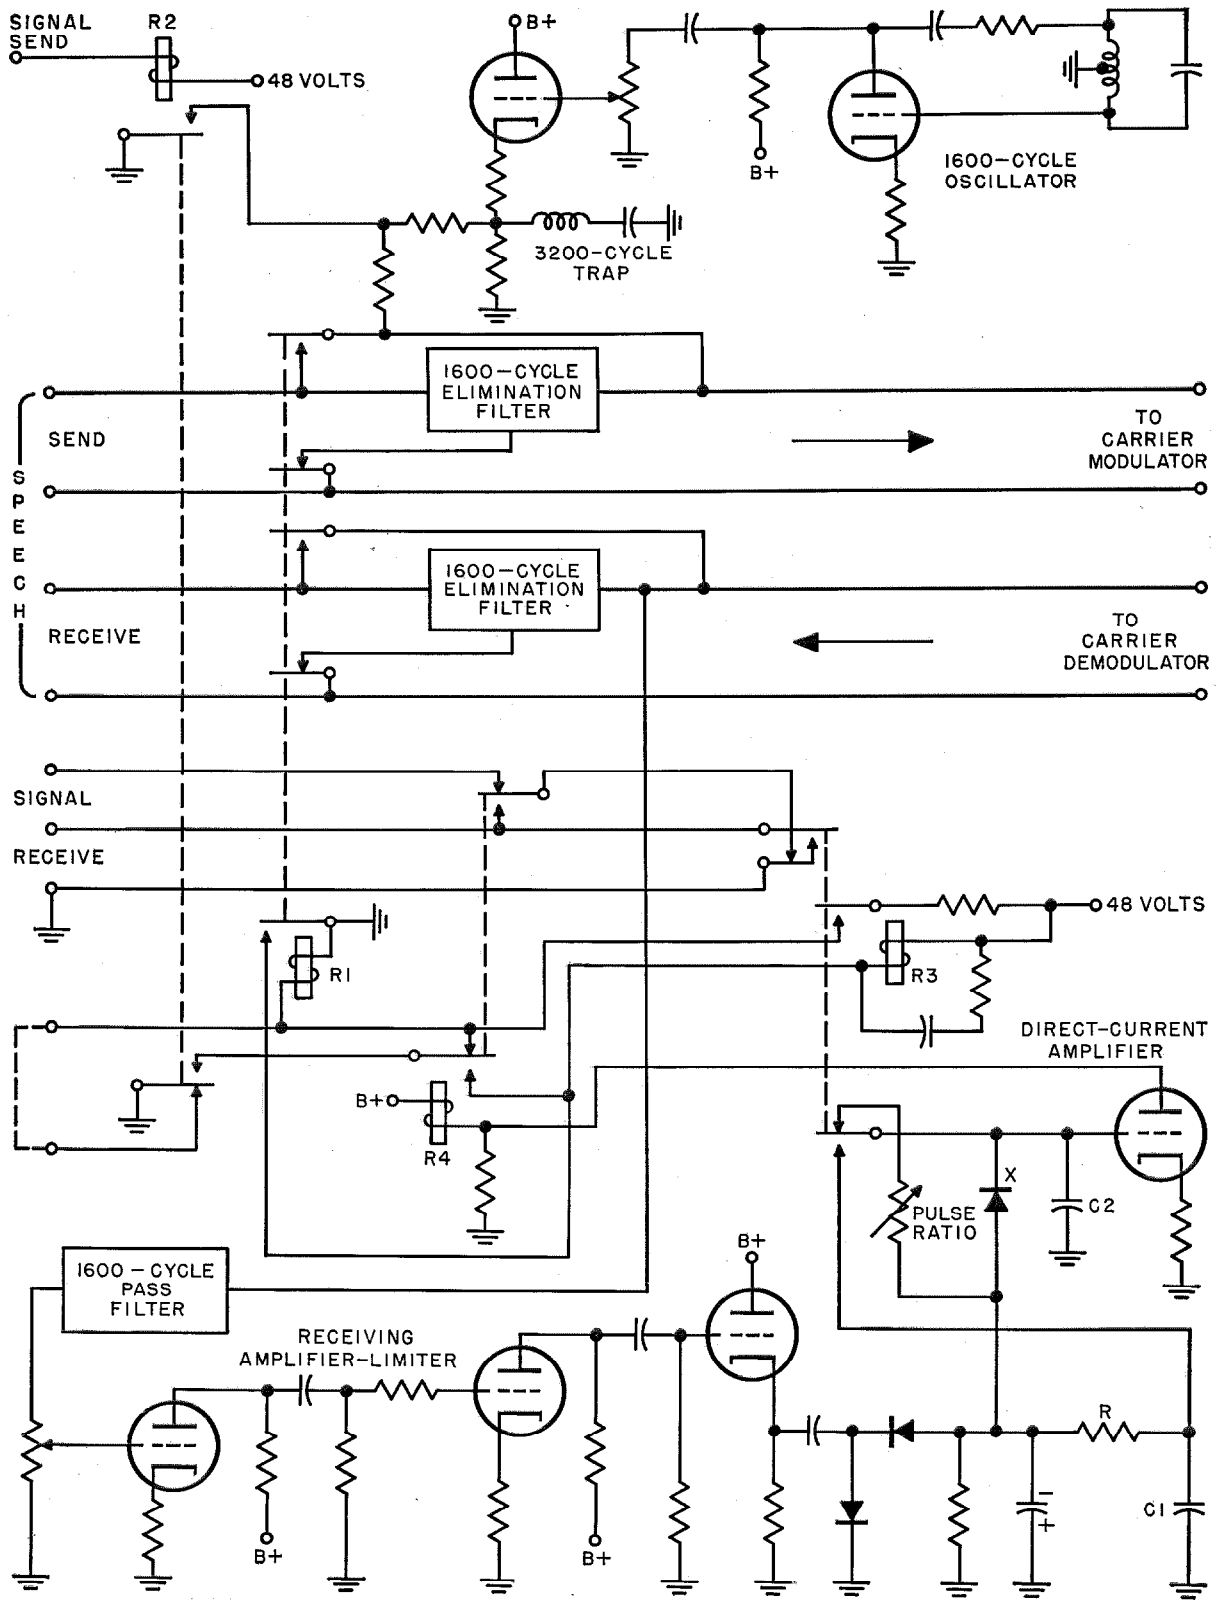 SIGNAL
SEND
R2
48 VOLTS
B+
B+
1600-CYCLE
OSCILLATOR
3200-CYCLE
TRAP
1600-CYCLE
ELIMINATION
FILTER
SEND
TO
CARRIER
MODULATOR
SPEECH
1600-CYCLE
ELIMINATION
FILTER
RECEIVE
TO
CARRIER
DEMODULATOR
SIGNAL
RECEIVE
48 VOLTS
R1
R3
DIRECT-CURRENT
AMPLIFIER
B+
R4
X
C2
PULSE
RATIO
B+
1600-CYCLE
PASS
FILTER
RECEIVING
AMPLIFIER-LIMITER
R
C1
- 
+
B+
B+